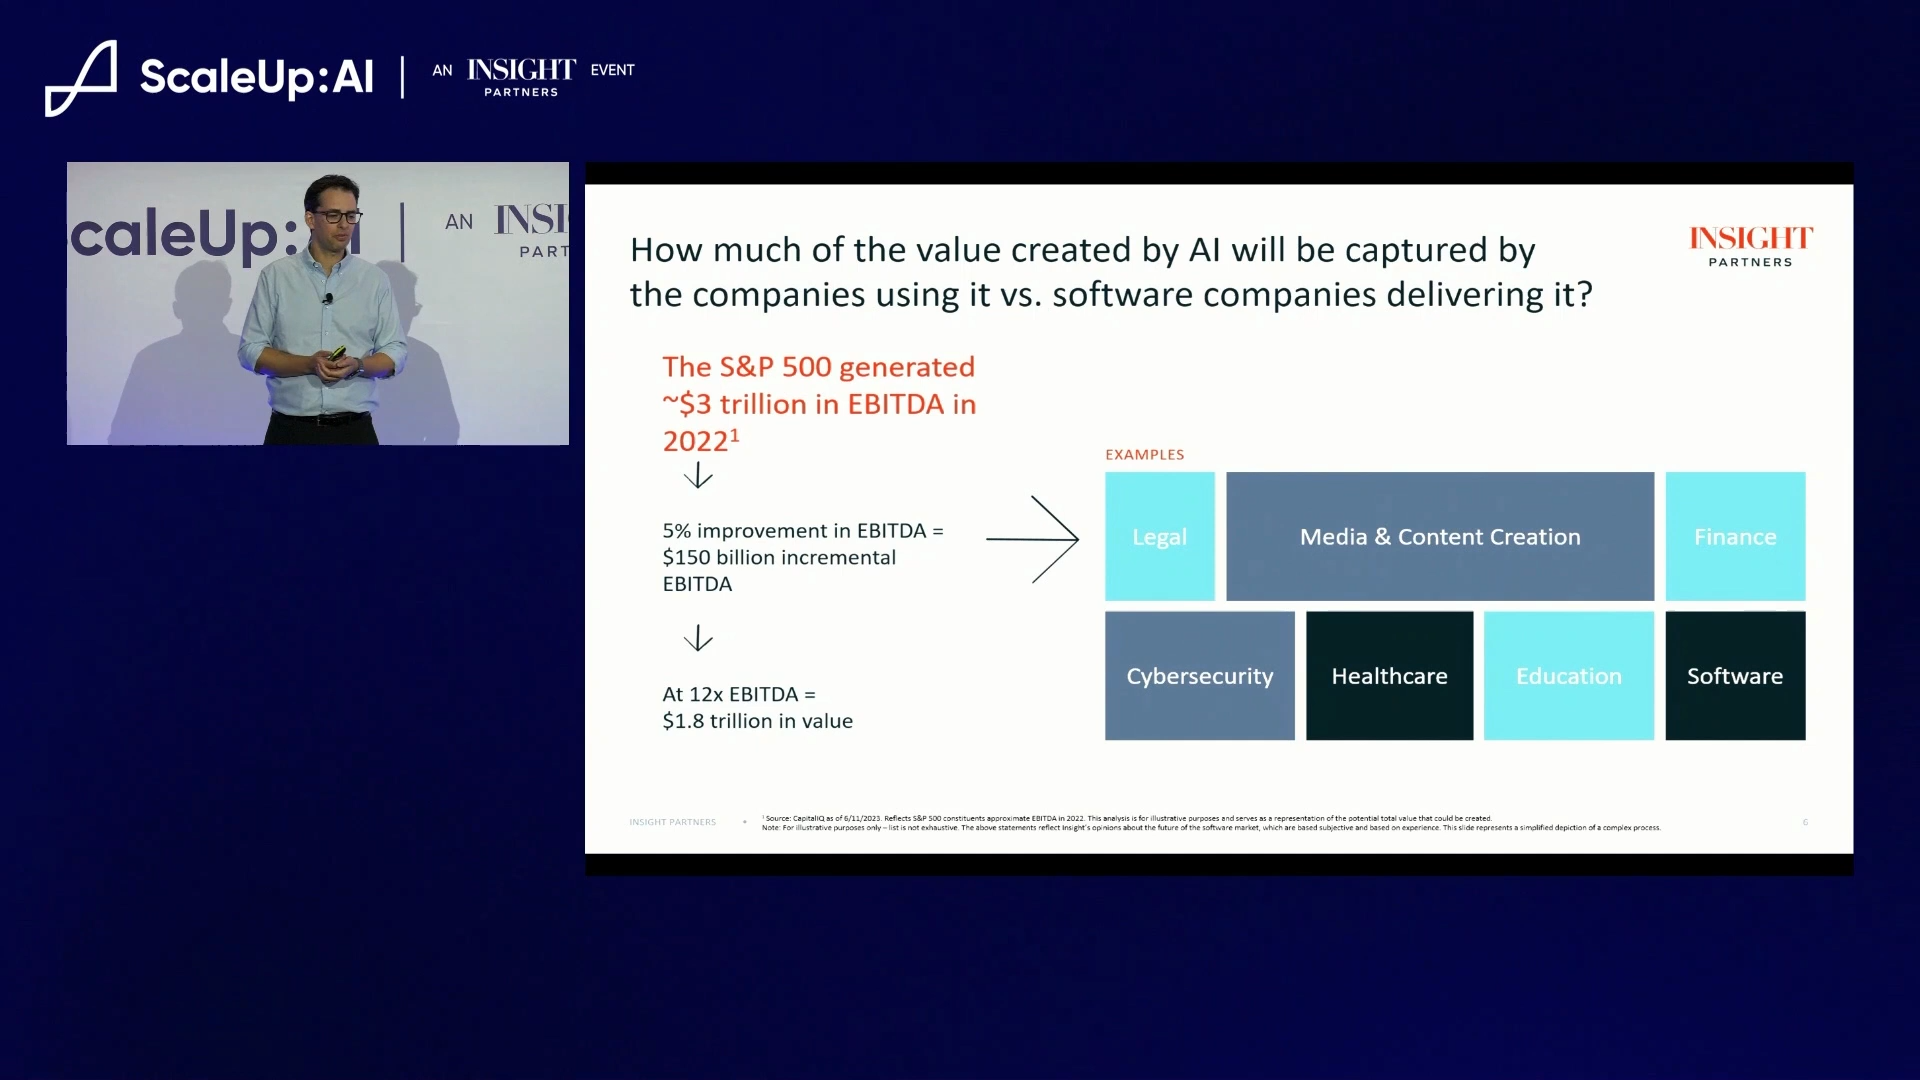 ScaleUp:AI
AN INSIGHT PARTNERS EVENT
caleUp: I
AN INSI
PART
How much of the value created by AI will be captured by
the companies using it vs. software companies delivering it?
INSIGHT
PARTNERS
The S&P 500 generated
~$3 trillion in EBITDA in
2022¹
5% improvement in EBITDA =
$150 billion incremental
EBITDA
At 12x EBITDA =
$1.8 trillion in value
EXAMPLES
Legal
Media & Content Creation
Finance
Cybersecurity
Healthcare
Education
Software
INSIGHT PARTNERS •
¹ Source: CapitalIQ as of 6/11/2023. Reflects S&P 500 constituents approximate EBITDA in 2022. This analysis is for illustrative purposes and serves as a representation of the potential total value that could be created.
Note: For illustrative purposes only – list is not exhaustive. The above statements reflect Insight's opinions about the future of the software market, which are based subjective and based on experience. This slide represents a simplified depiction of a complex process.
6